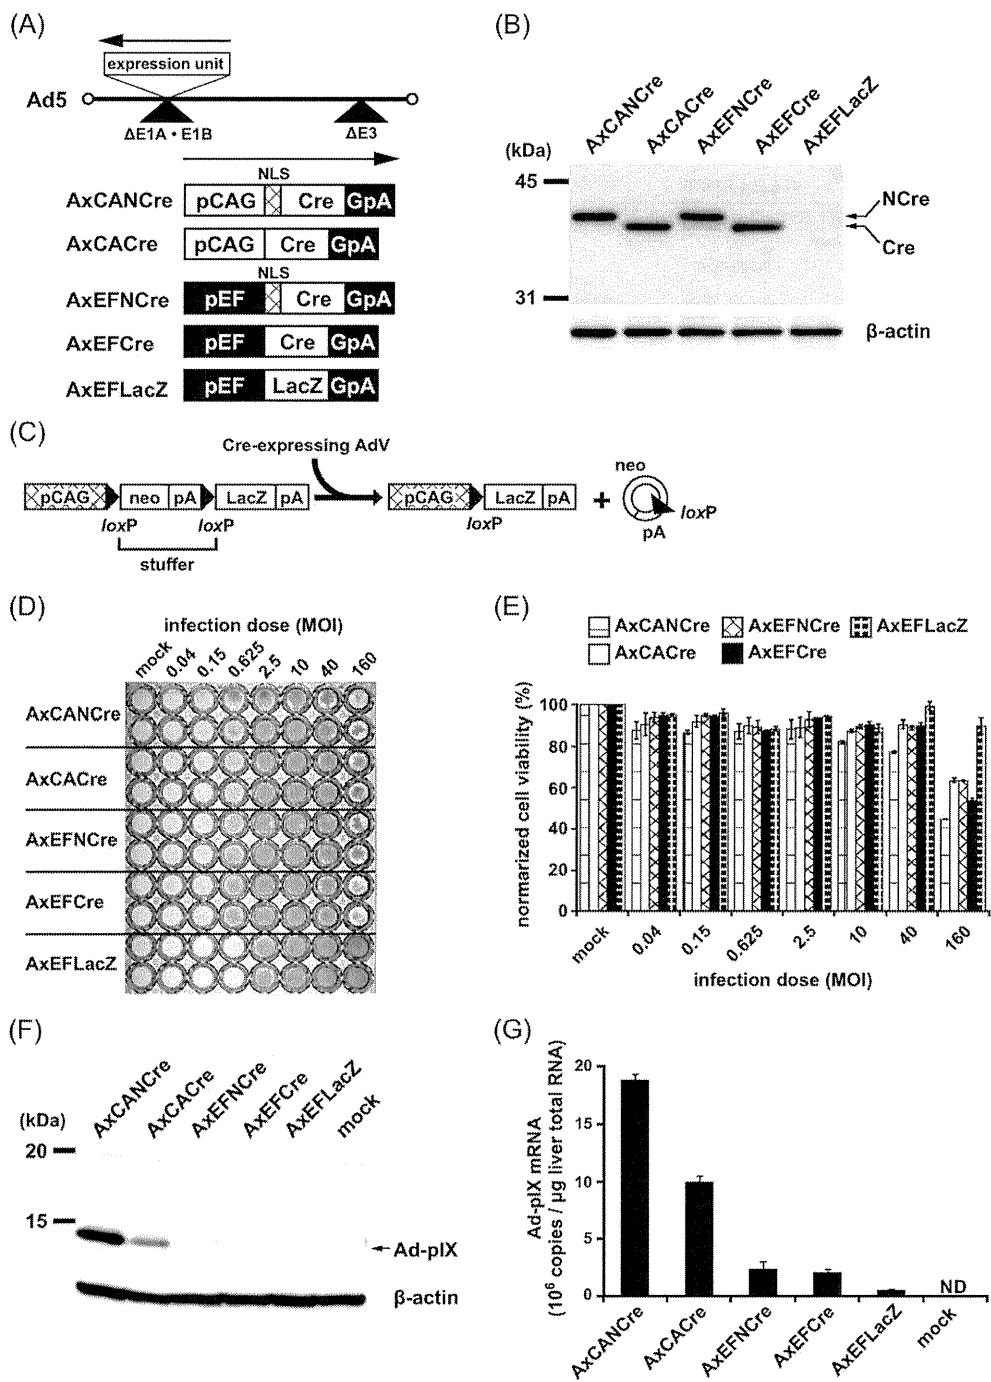 (A)
expression unit
Ad5
ΔE1A・E1B
ΔE3
NLS
AxCANCre
pCAG Cre GpA
AxCACre
pCAG Cre GpA
NLS
AxEFNCre
pEF Cre GpA
AxEFCre
pEF Cre GpA
AxEFLacZ
pEF LacZ GpA
(B)
AxCANCre AxCACre AxEFNCre AxEFCre AxEFLacZ
(kDa)
45
NCre
Cre
31
β-actin
(C)
Cre-expressing AdV
pCAG neo pA LacZ pA
loxP loxP
stuffer
pCAG LacZ pA
loxP
+
neo
loxP
pA
(D)
infection dose (MOI)
mock 0.04 0.15 0.625 2.5 10 40 160
AxCANCre
AxCACre
AxEFNCre
AxEFCre
AxEFLacZ
(E)
AxCANCre AxEFNCre AxEFLacZ
AxCACre AxEFCre
normarized cell viability (%)
100
80
60
40
20
0
mock 0.04 0.15 0.625 2.5 10 40 160
infection dose (MOI)
(F)
AxCANCre AxCACre AxEFNCre AxEFCre AxEFLacZ mock
(kDa)
20
15
Ad-pIX
β-actin
(G)
Ad-pIX mRNA
(10⁶ copies / µg liver total RNA)
20
15
10
5
0
ND
AxCANCre AxCACre AxEFNCre AxEFCre AxEFLacZ mock